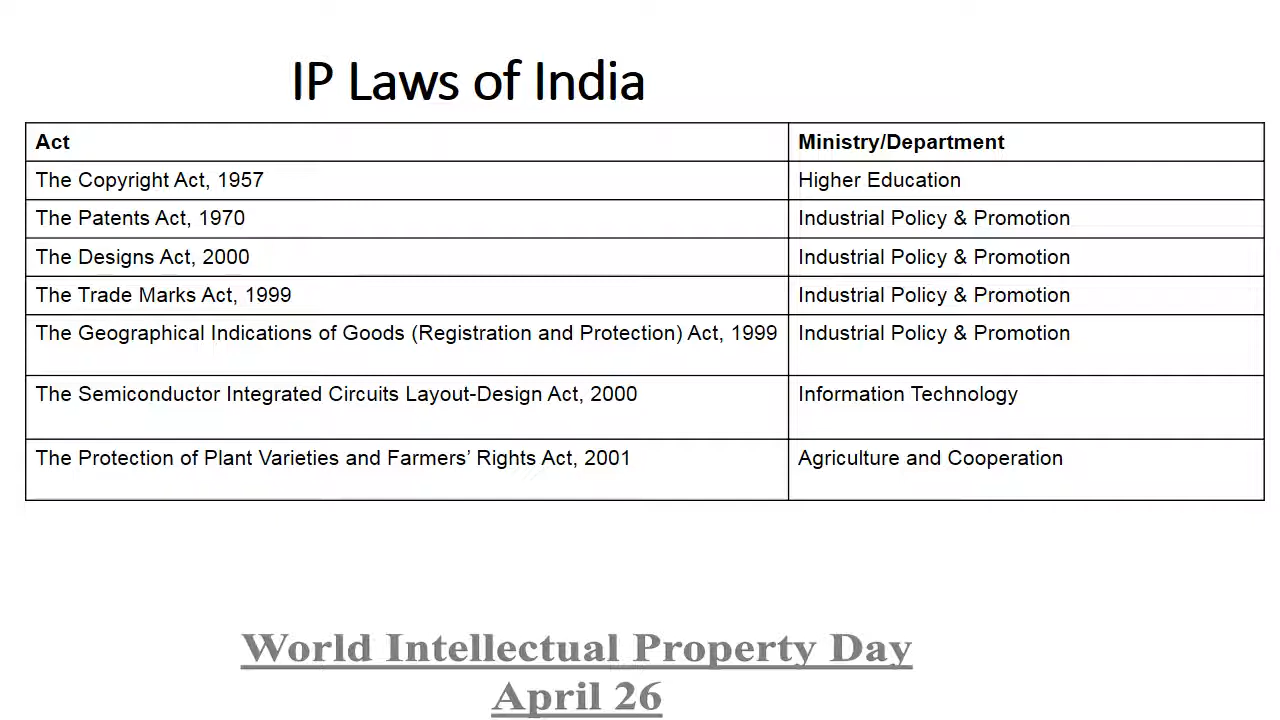 IP Laws of India
Act Ministry/Department
The Copyright Act, 1957 Higher Education
The Patents Act, 1970 Industrial Policy & Promotion
The Designs Act, 2000 Industrial Policy & Promotion
The Trade Marks Act, 1999 Industrial Policy & Promotion
The Geographical Indications of Goods (Registration and Protection) Act, 1999 Industrial Policy & Promotion
The Semiconductor Integrated Circuits Layout-Design Act, 2000 Information Technology
The Protection of Plant Varieties and Farmers’ Rights Act, 2001 Agriculture and Cooperation
World Intellectual Property Day
April 26